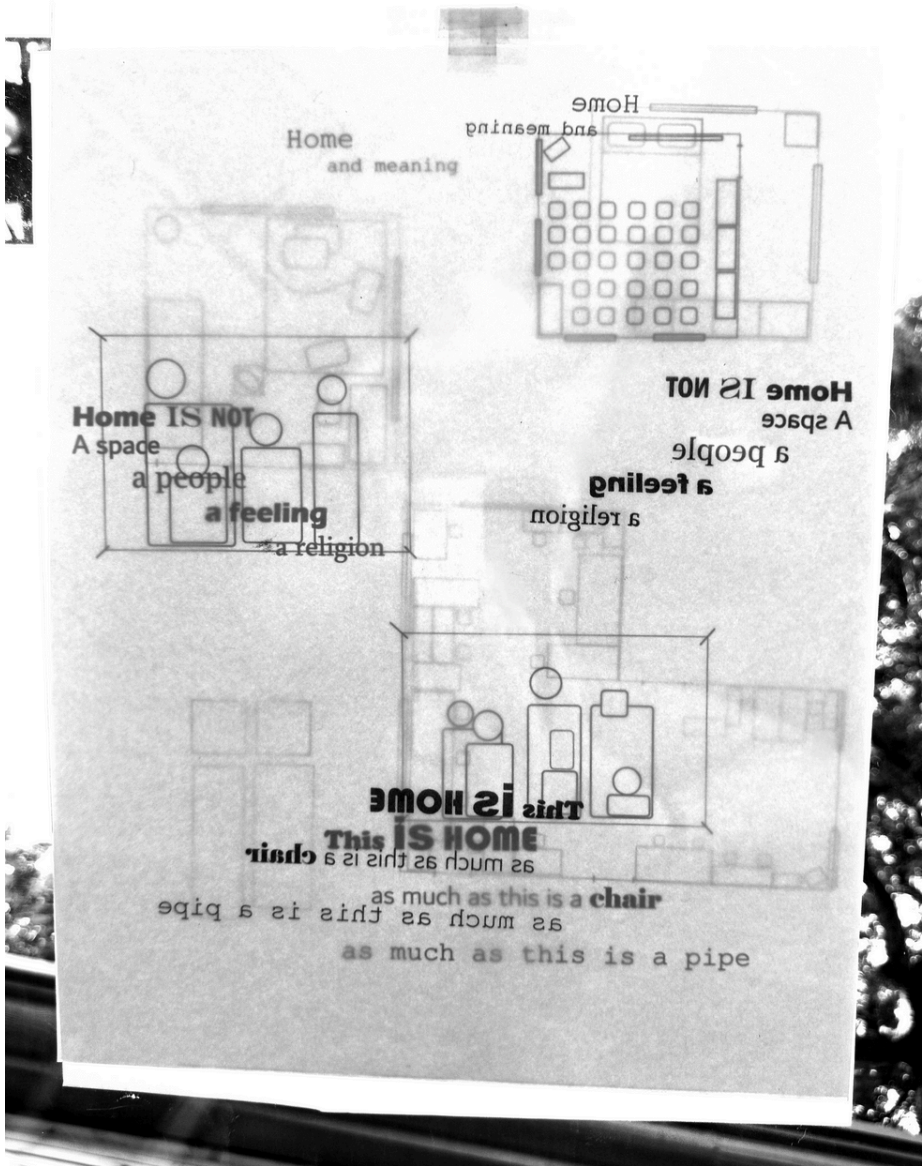 Home
and meaning
Home
and meaning
Home IS NOT
A space
a people
a feeling
a religion
Home IS NOT
A space
a people
a feeling
a religion
This iS HOME
This iS HOME
as much as this is a chair
as much as this is a chair
as much as this is a pipe
as much as this is a pipe